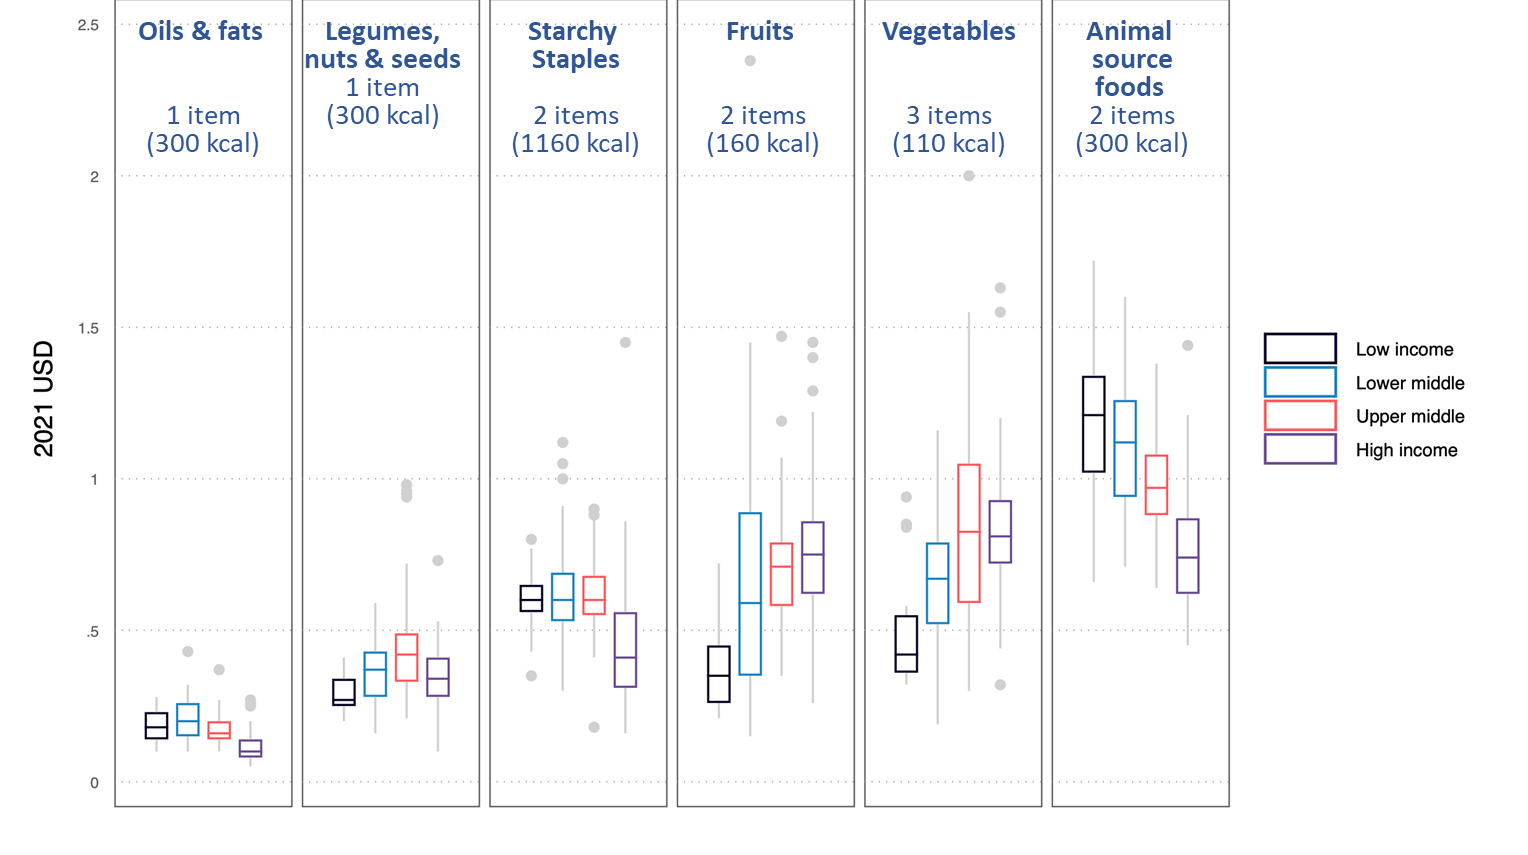 2.5
2
1.5
1
.5
0
2021 USD
Oils & fats
1 item
(300 kcal)
Legumes,
nuts & seeds
1 item
(300 kcal)
Starchy
Staples
2 items
(1160 kcal)
Fruits
2 items
(160 kcal)
Vegetables
3 items
(110 kcal)
Animal
source
foods
2 items
(300 kcal)
Low income
Lower middle
Upper middle
High income